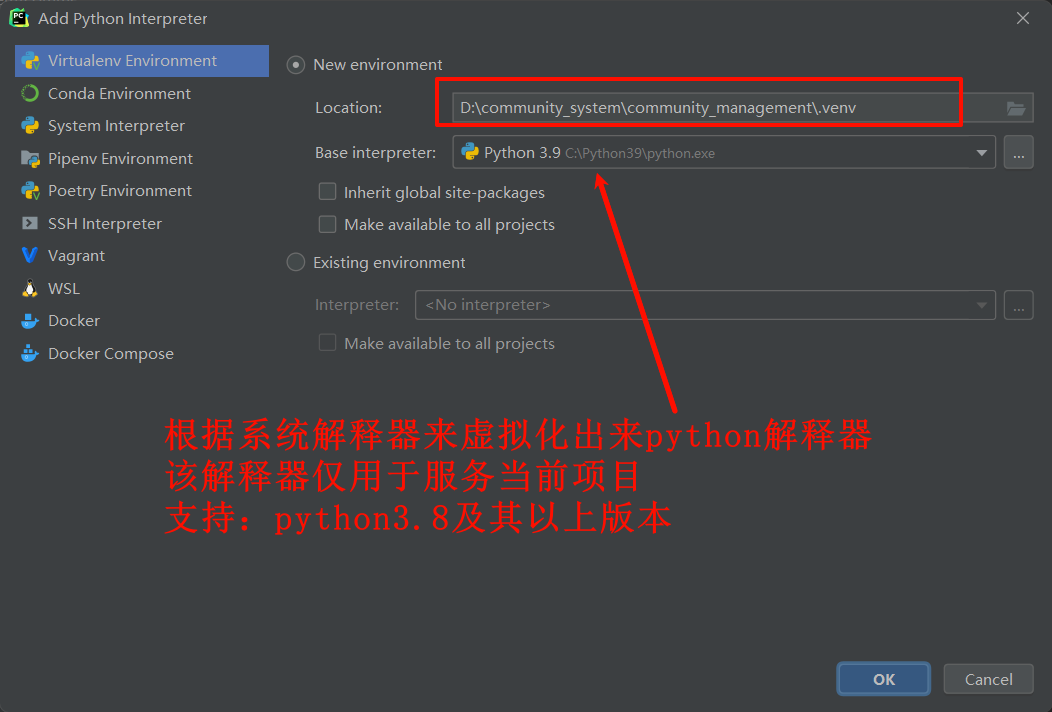 Add Python Interpreter
Virtualenv Environment
Conda Environment
System Interpreter
Pipenv Environment
Poetry Environment
SSH Interpreter
Vagrant
WSL
Docker
Docker Compose
New environment
Location: D:\community_system\community_management\.venv
Base interpreter: Python 3.9 C:\Python39\python.exe ...
Inherit global site-packages
Make available to all projects
Existing environment
Interpreter: <No interpreter> ...
Make available to all projects
根据系统解释器来虚拟化出来python解释器
该解释器仅用于服务当前项目
支持：python3.8及其以上版本
OK Cancel